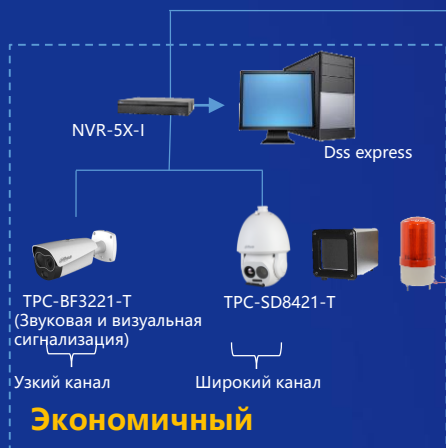 NVR-5X-I
Dss express
TPC-BF3221-T
(Звуковая и визуальная
сигнализация)
TPC-SD8421-T
Узкий канал
Широкий канал
Экономичный